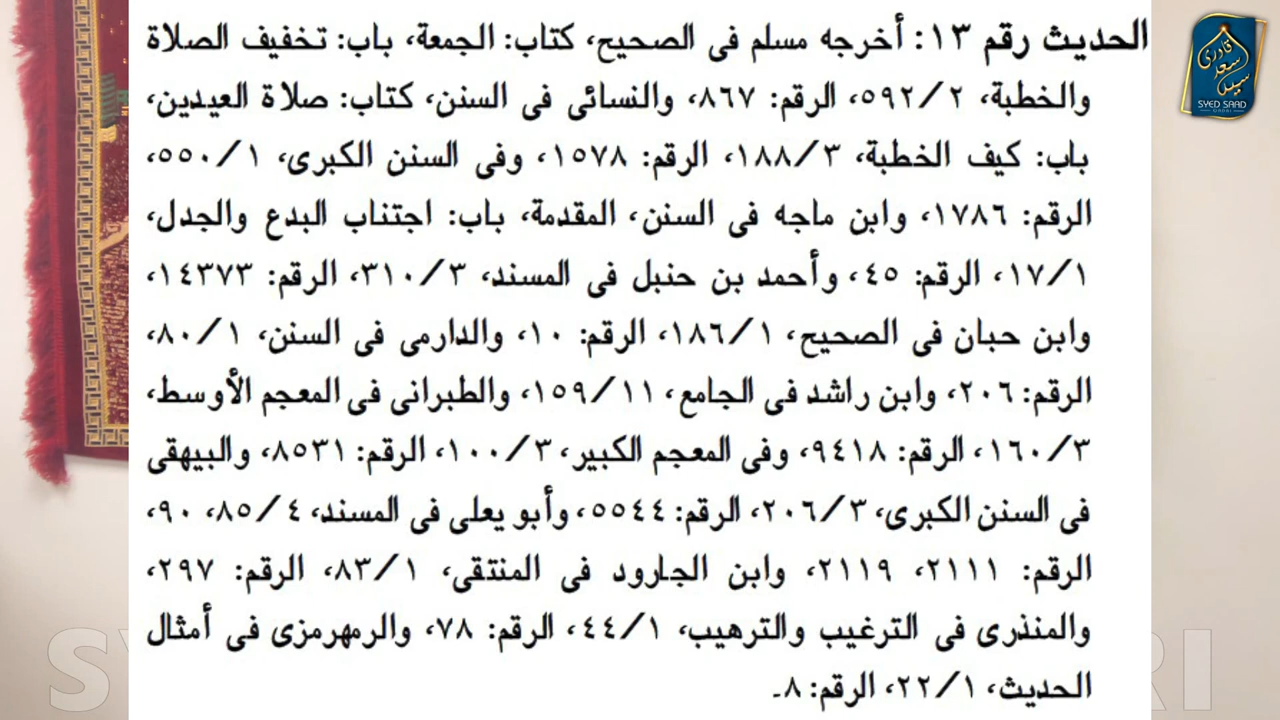 الحديث رقم ١٣: أخرجه مسلم فى الصحيح، كتاب: الجمعة، باب: تخفيف الصلاة
والخطبة، ٢/٥٩٢، الرقم: ٨٦٧، والنسائى فى السنن، كتاب: صلاة العيدين،
باب: كيف الخطبة، ٣/١٨٨، الرقم: ١٥٧٨، وفى السنن الكبرى، ١/٥٥٠،
الرقم: ١٧٨٦، وابن ماجه فى السنن، المقدمة، باب: اجتناب البدع والجدل،
١/١٧، الرقم: ٤٥، وأحمد بن حنبل فى المسند، ٣/٣١٠، الرقم: ١٤٣٧٣،
وابن حبان فى الصحيح، ١/١٨٦، الرقم: ١٠، والدارمى فى السنن، ١/٨٠،
الرقم: ٢٠٦، وابن راشد فى الجامع، ١١/١٥٩، والطبرانى فى المعجم الأوسط،
٣/١٦٠، الرقم: ٩٤١٨، وفى المعجم الكبير، ٣/١٠٠، الرقم: ٨٥٣١، والبيهقى
فى السنن الكبرى، ٣/٢٠٦، الرقم: ٥٥٤٤، وأبو يعلى فى المسند، ٤/٨٥، ٩٠،
الرقم: ٢١١١، ٢١١٩، وابن الجارود فى المنتقى، ١/٨٣، الرقم: ٢٩٧،
والمنذرى فى الترغيب والترهيب، ١/٤٤، الرقم: ٧٨، والرمهرمزى فى أمثال
الحديث، ١/٢٢، الرقم: ٨۔
سید سعد قادری
SYED SAAD
QADRI